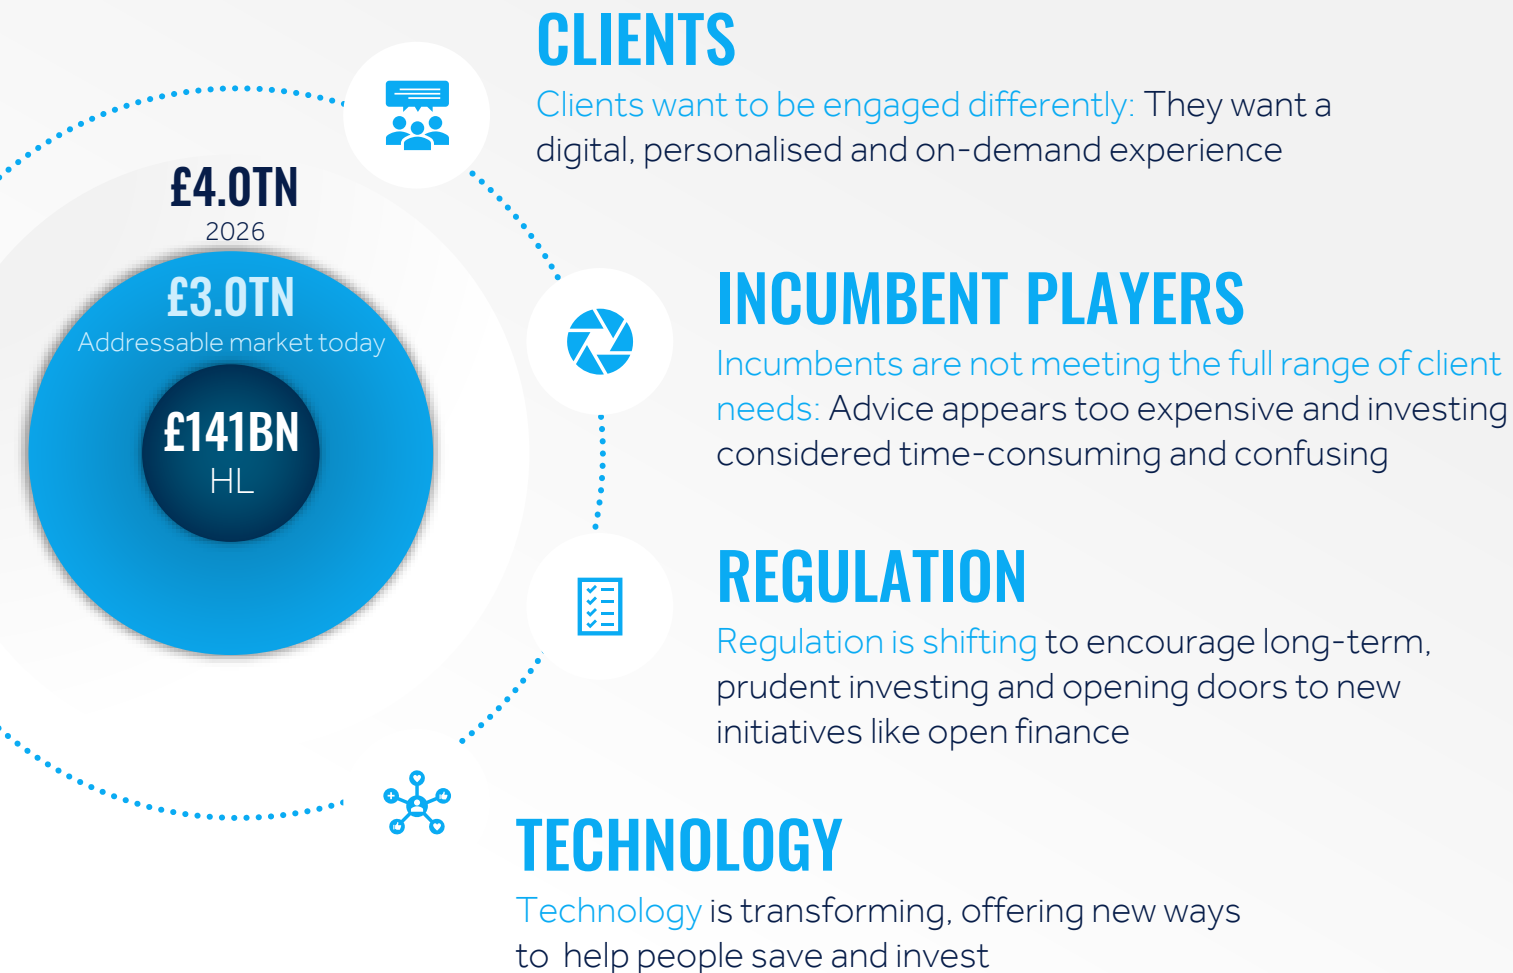 CLIENTS
Clients want to be engaged differently: They want a
digital, personalised and on-demand experience
£4.0TN
2026
£3.0TN
Addressable market today
£141BN
HL
INCUMBENT PLAYERS
Incumbents are not meeting the full range of client
needs: Advice appears too expensive and investing
considered time-consuming and confusing
REGULATION
Regulation is shifting to encourage long-term,
prudent investing and opening doors to new
initiatives like open finance
TECHNOLOGY
Technology is transforming, offering new ways
to help people save and invest